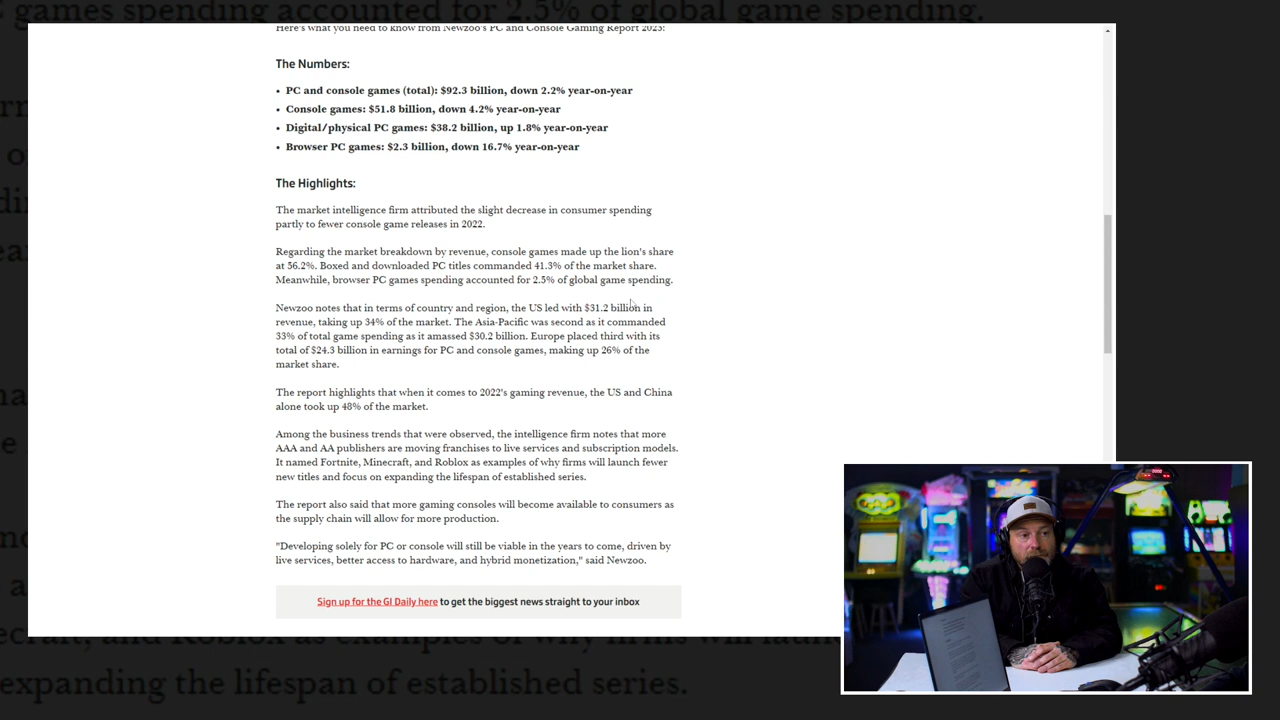 games spending accounted for 2.5% of global game spending.
Here's what you need to know from Newzoo's PC and Console Gaming Report 2023:
The Numbers:
• PC and console games (total): $92.3 billion, down 2.2% year-on-year
• Console games: $51.8 billion, down 4.2% year-on-year
• Digital/physical PC games: $38.2 billion, up 1.8% year-on-year
• Browser PC games: $2.3 billion, down 16.7% year-on-year
The Highlights:
The market intelligence firm attributed the slight decrease in consumer spending
partly to fewer console game releases in 2022.
Regarding the market breakdown by revenue, console games made up the lion's share
at 56.2%. Boxed and downloaded PC titles commanded 41.3% of the market share.
Meanwhile, browser PC games spending accounted for 2.5% of global game spending.
Newzoo notes that in terms of country and region, the US led with $31.2 billion in
revenue, taking up 34% of the market. The Asia-Pacific was second as it commanded
33% of total game spending as it amassed $30.2 billion. Europe placed third with its
total of $24.3 billion in earnings for PC and console games, making up 26% of the
market share.
The report highlights that when it comes to 2022's gaming revenue, the US and China
alone took up 48% of the market.
Among the business trends that were observed, the intelligence firm notes that more
AAA and AA publishers are moving franchises to live services and subscription models.
It named Fortnite, Minecraft, and Roblox as examples of why firms will launch fewer
new titles and focus on expanding the lifespan of established series.
The report also said that more gaming consoles will become available to consumers as
the supply chain will allow for more production.
"Developing solely for PC or console will still be viable in the years to come, driven by
live services, better access to hardware, and hybrid monetization," said Newzoo.
Sign up for the GI Daily here to get the biggest news straight to your inbox
expanding the lifespan of established series.